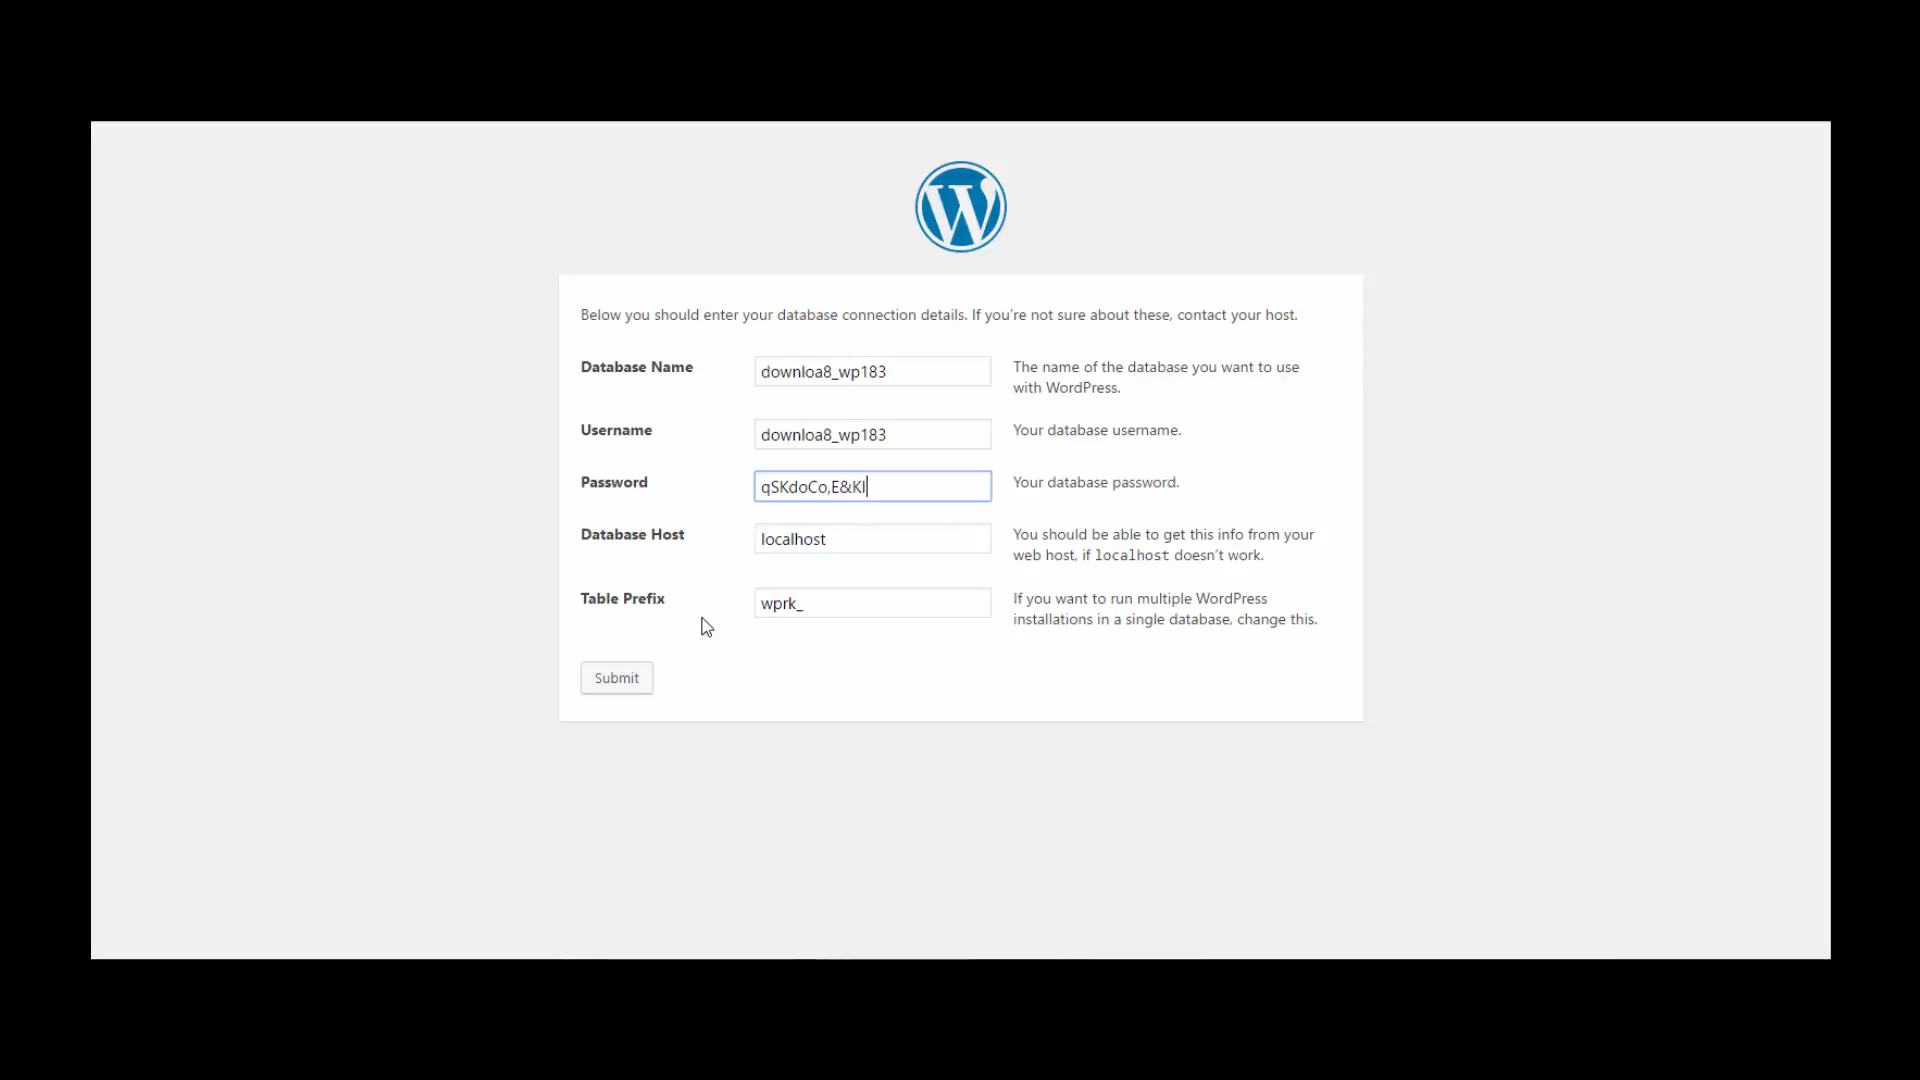 Below you should enter your database connection details. If you’re not sure about these, contact your host.
Database Name
downloa8_wp183
The name of the database you want to use
with WordPress.
Username
downloa8_wp183
Your database username.
Password
Your database password.
Database Host
localhost
You should be able to get this info from your
web host, if localhost doesn’t work.
Table Prefix
wprk_
If you want to run multiple WordPress
installations in a single database, change this.
Submit